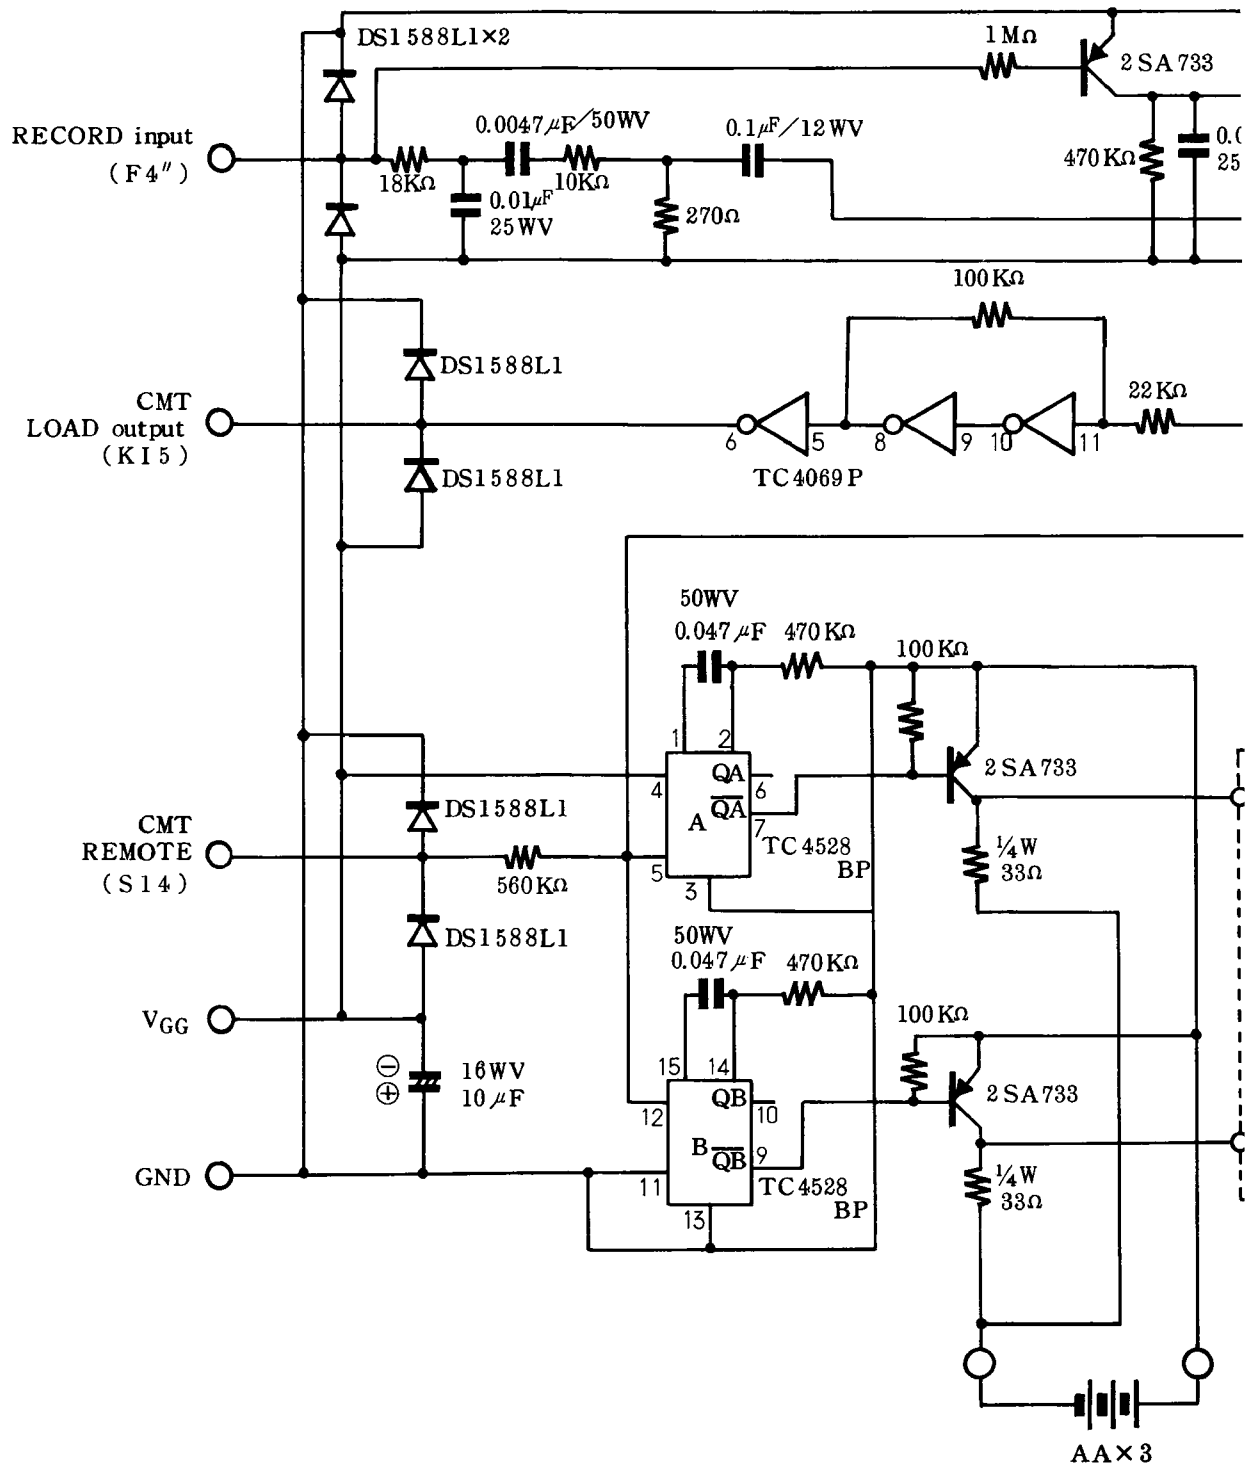 DS1588L1×2
1MΩ
2SA733
RECORD input
(F4″)
0.0047μF/50WV
0.1μF/12WV
470KΩ
25
18KΩ
10KΩ
0.01μF
25WV
270Ω
100KΩ
DS1588L1
CMT
LOAD output
(KI5)
22KΩ
6
5
8
9
10
11
TC4069P
DS1588L1
50WV
0.047μF
470KΩ
100KΩ
1
2
4
QA
6
2SA733
DS1588L1
A
QA
7
TC4528
BP
CMT
REMOTE
(S14)
560KΩ
5
3
¼W
33Ω
DS1588L1
50WV
0.047μF
470KΩ
VGG
100KΩ
⊖
⊕
16WV
10μF
15
14
12
QB
10
2SA733
B
QB
9
GND
11
TC4528
BP
13
¼W
33Ω
AA×3